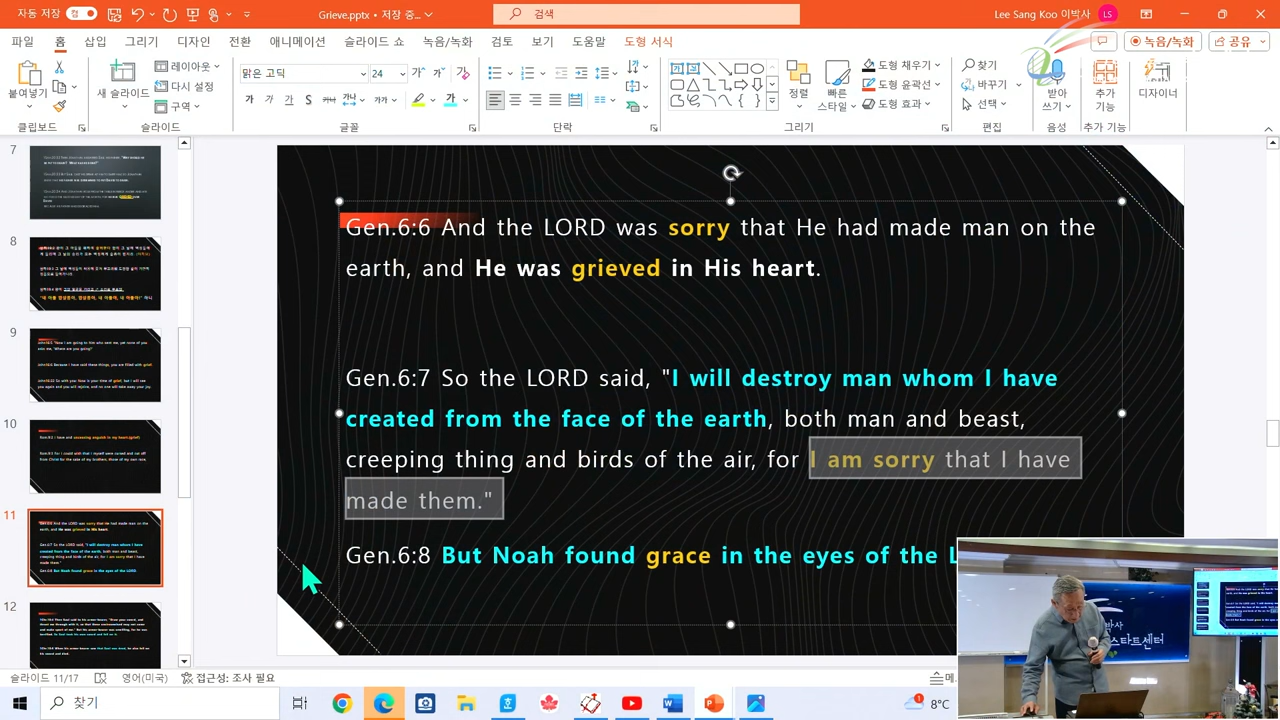 자동 저장
켬
Grieve.pptx • 저장 중...
검색
Lee Sang Koo 이박사
LS
파일
홈
삽입
그리기
디자인
전환
애니메이션
슬라이드 쇼
녹음/녹화
검토
보기
도움말
도형 서식
녹음/녹화
공유
붙여넣기
새 슬라이드
레이아웃
다시 설정
구역
맑은 고딕
24
정렬
빠른 스타일
도형 채우기
도형 윤곽선
도형 효과
찾기
바꾸기
선택
받아쓰기
추가 기능
디자이너
클립보드
슬라이드
글꼴
단락
그리기
편집
음성
추가 기능
7
8
9
10
11
12
Gen.6:6 And the LORD was sorry that He had made man on the
earth, and He was grieved in His heart.
Gen.6:7 So the LORD said, "I will destroy man whom I have
created from the face of the earth, both man and beast,
creeping thing and birds of the air, for I am sorry that I have
made them."
Gen.6:8 But Noah found grace in the eyes of the L
슬라이드 11/17
영어(미국)
접근성: 조사 필요
찾기
8°C